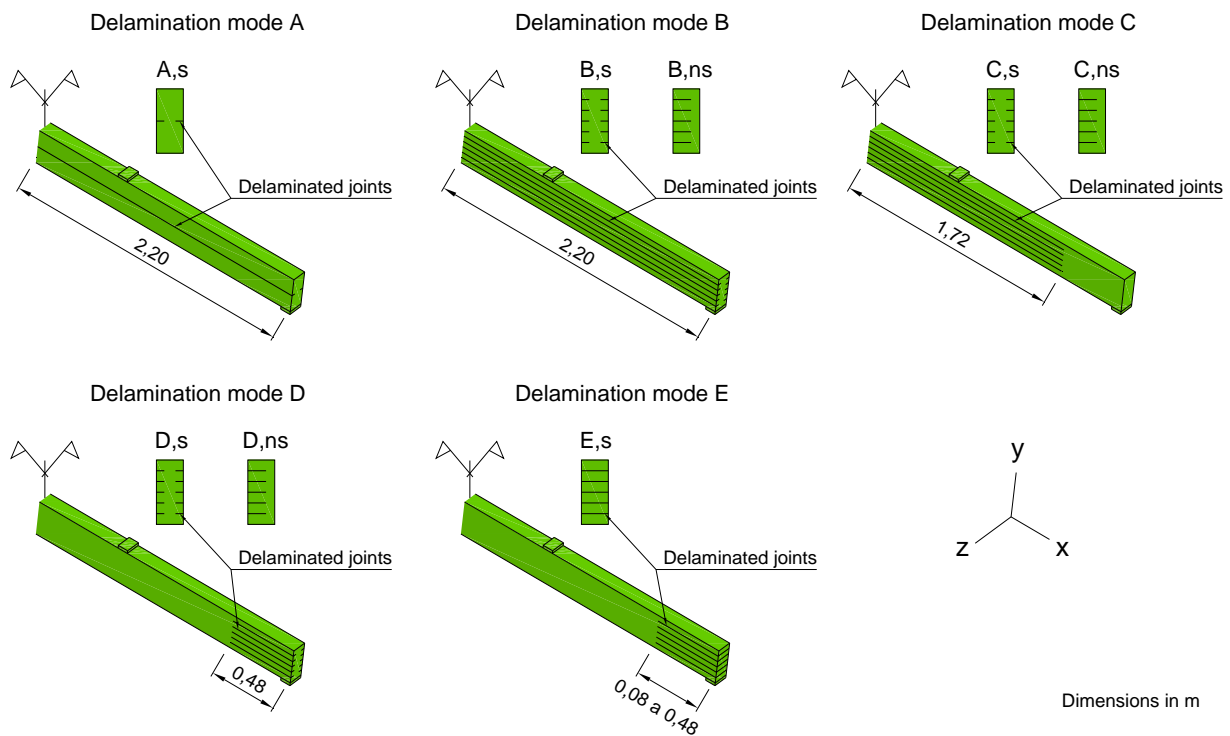 Delamination mode A
A,s
Delaminated joints
2,20
Delamination mode B
B,s
B,ns
Delaminated joints
2,20
Delamination mode C
C,s
C,ns
Delaminated joints
1,72
Delamination mode D
D,s
D,ns
Delaminated joints
0,48
Delamination mode E
E,s
Delaminated joints
0,08 a 0,48
y
z
x
Dimensions in m